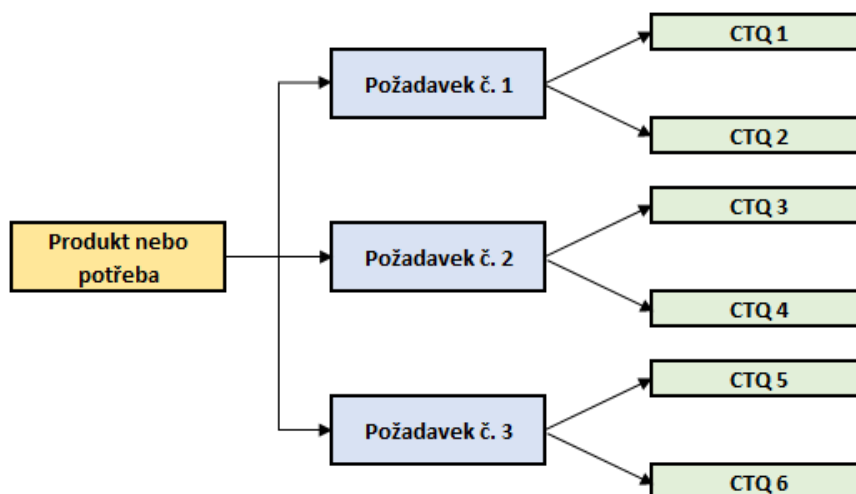 CTQ 1
Požadavek č. 1
CTQ 2
CTQ 3
Produkt nebo
potřeba
Požadavek č. 2
CTQ 4
CTQ 5
Požadavek č. 3
CTQ 6